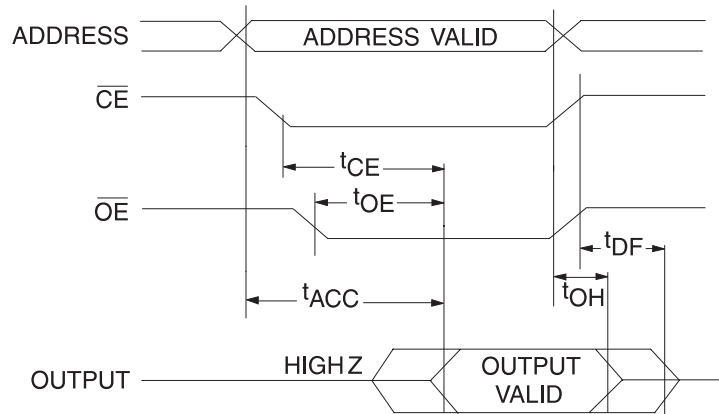 ADDRESS
ADDRESS VALID
CE
tCE
tOE
OE
tDF
tACC
tOH
HIGH Z
OUTPUT
OUTPUT
VALID